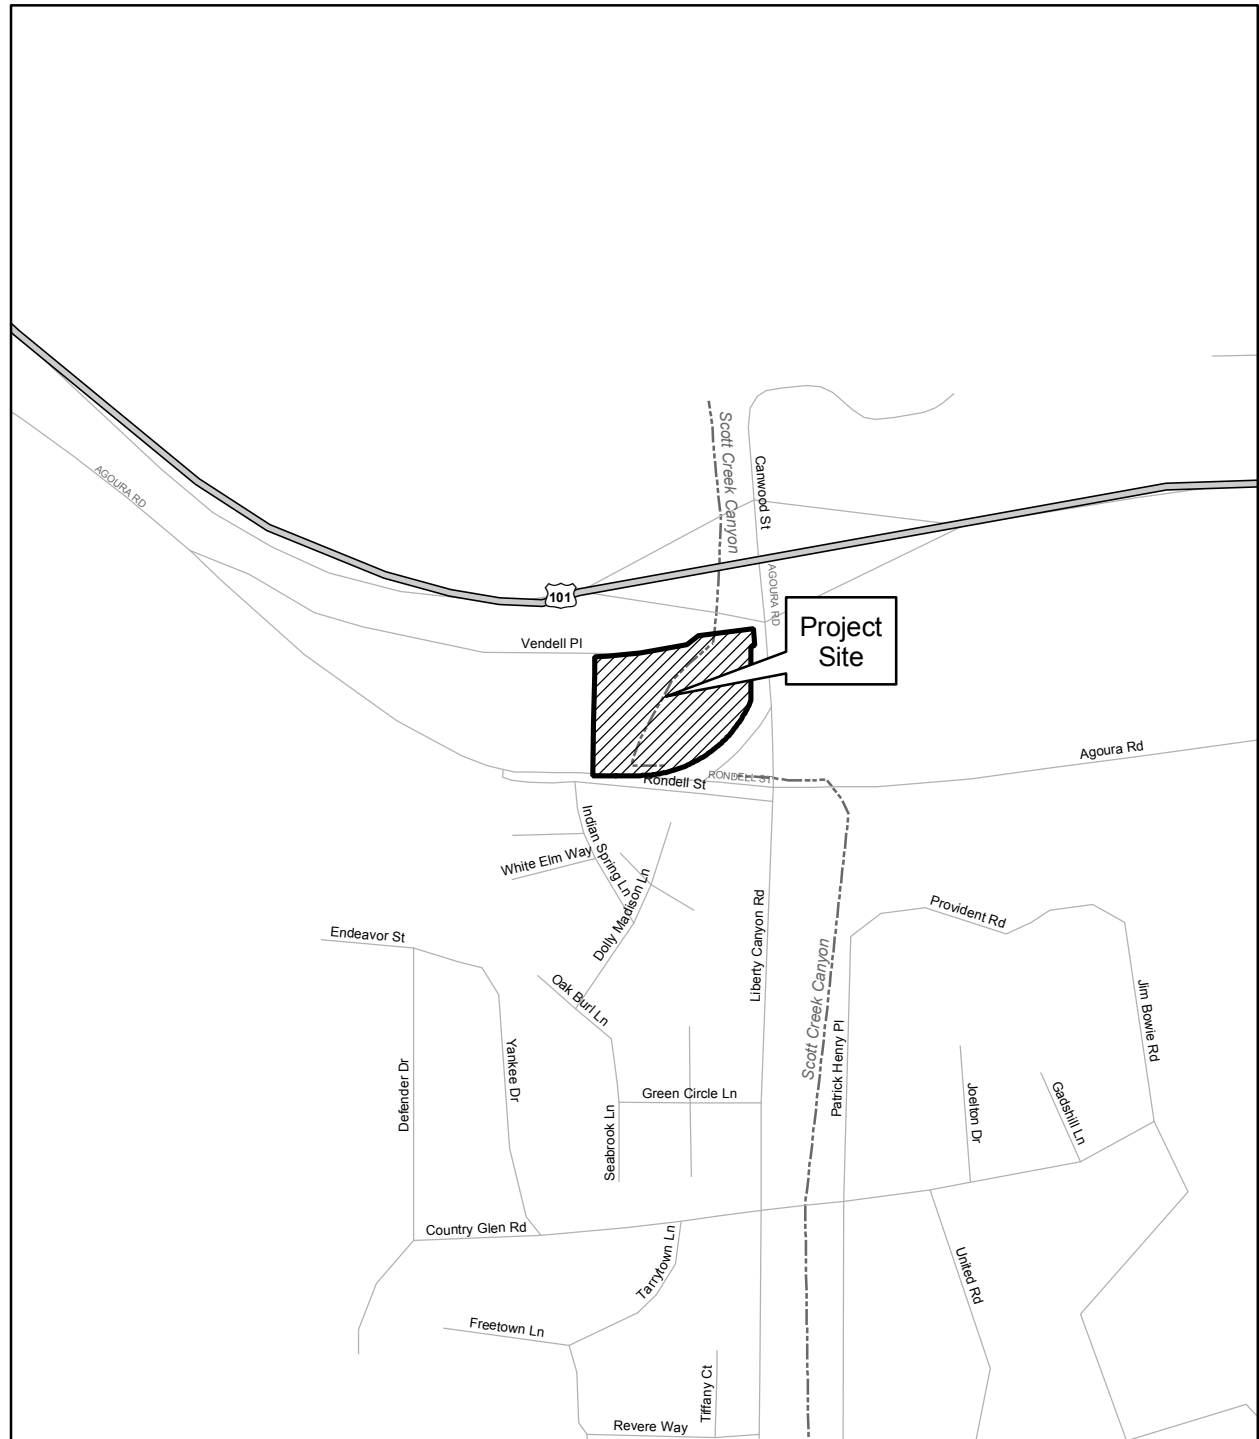 Scott Creek Canyon
Canwood St
AGOURA RD
AGOURA RD
101
Vendell Pl
Project
Site
Agoura Rd
Rondell St
RONDELL ST
Indian Spring Ln
White Elm Way
Dolly Madison Ln
Liberty Canyon Rd
Provident Rd
Endeavor St
Oak Burl Ln
Scott Creek Canyon
Patrick Henry Pl
Jim Bowie Rd
Yankee Dr
Defender Dr
Green Circle Ln
Seabrook Ln
Joelton Dr
Gadshill Ln
Country Glen Rd
Tarrytown Ln
United Rd
Freetown Ln
Tiffany Ct
Revere Way